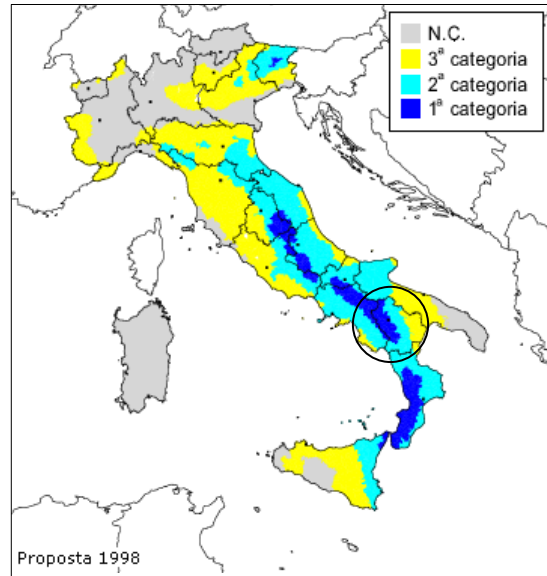 N.C.
3ª categoria
2ª categoria
1ª categoria
Proposta 1998